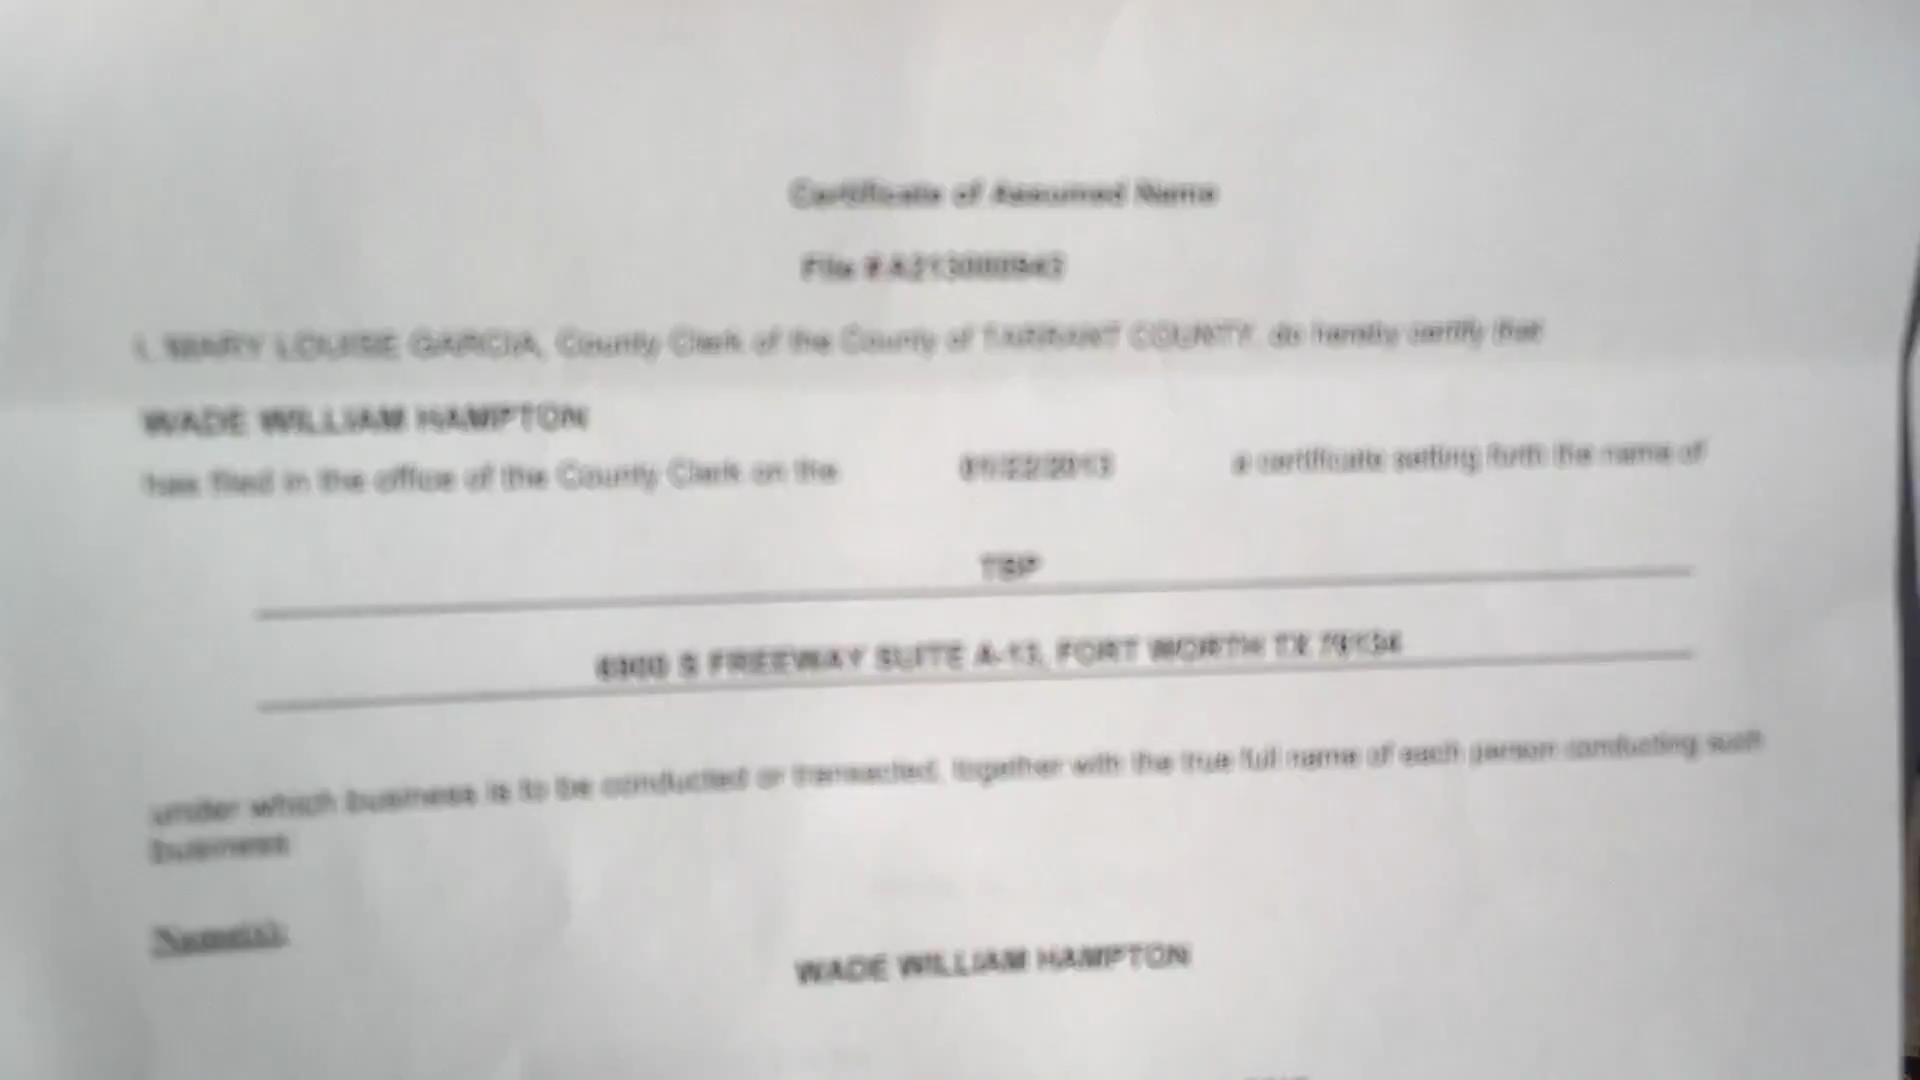 Certificate of Assumed Name
File #
I, MARY LOUISE GARCIA, County Clerk of the County of TARRANT COUNTY, do hereby certify that
WADE WILLIAM HAMPTON
has filed in the office of the County Clerk on the 01/22/2013 a certificate setting forth the name of
S FREEWAY SUITE A-13, FORT WORTH TX
under which business is to be conducted or transacted, together with the true full name of each person conducting such
business
Name(s):
WADE WILLIAM HAMPTON